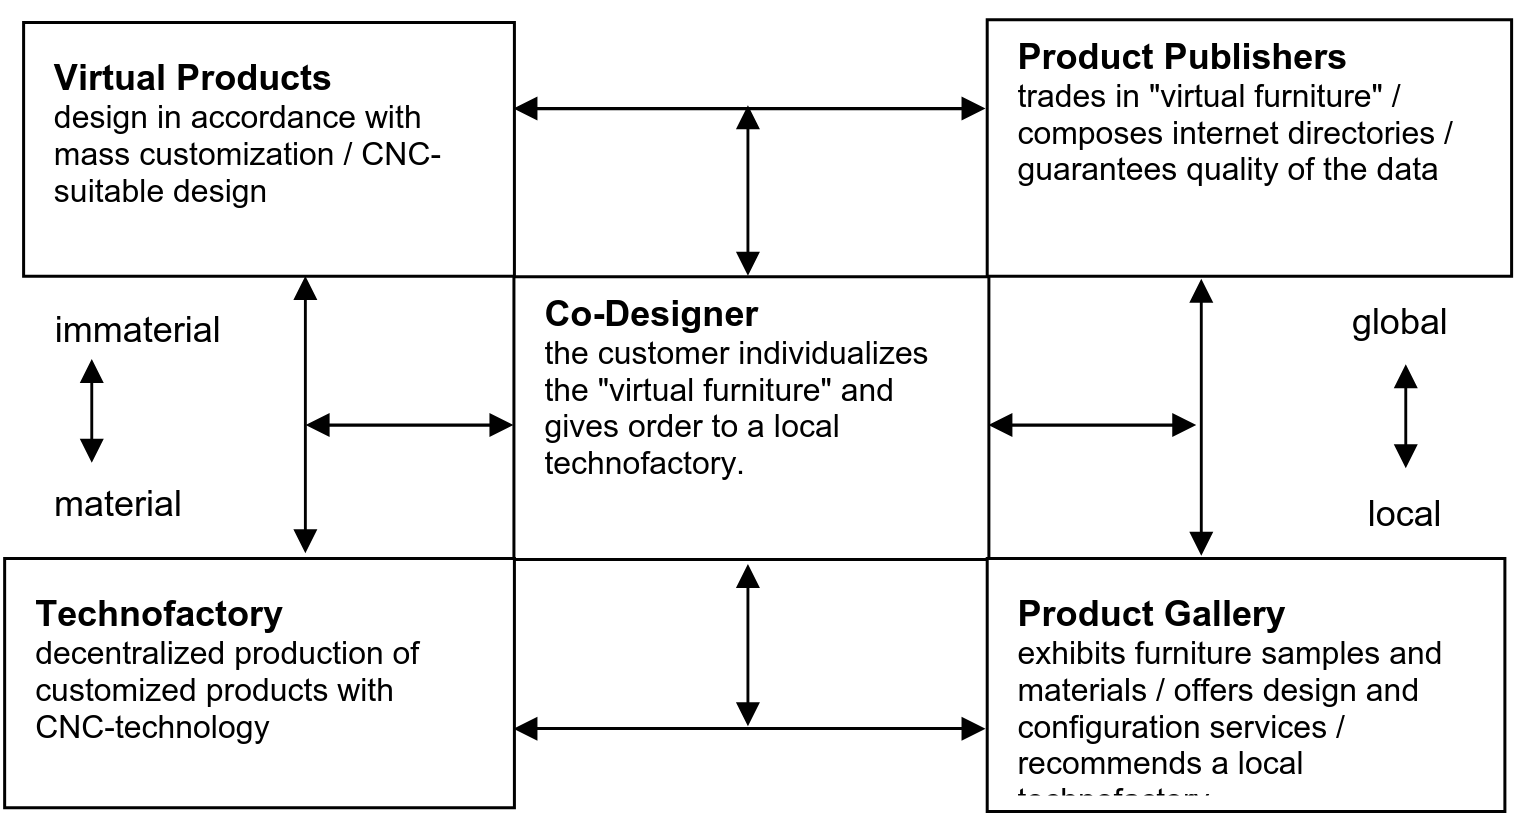 Virtual Products
design in accordance with
mass customization / CNC-
suitable design
Product Publishers
trades in "virtual furniture" /
composes internet directories /
guarantees quality of the data
immaterial
material
Co-Designer
the customer individualizes
the "virtual furniture" and
gives order to a local
technofactory.
global
local
Technofactory
decentralized production of
customized products with
CNC-technology
Product Gallery
exhibits furniture samples and
materials / offers design and
configuration services /
recommends a local